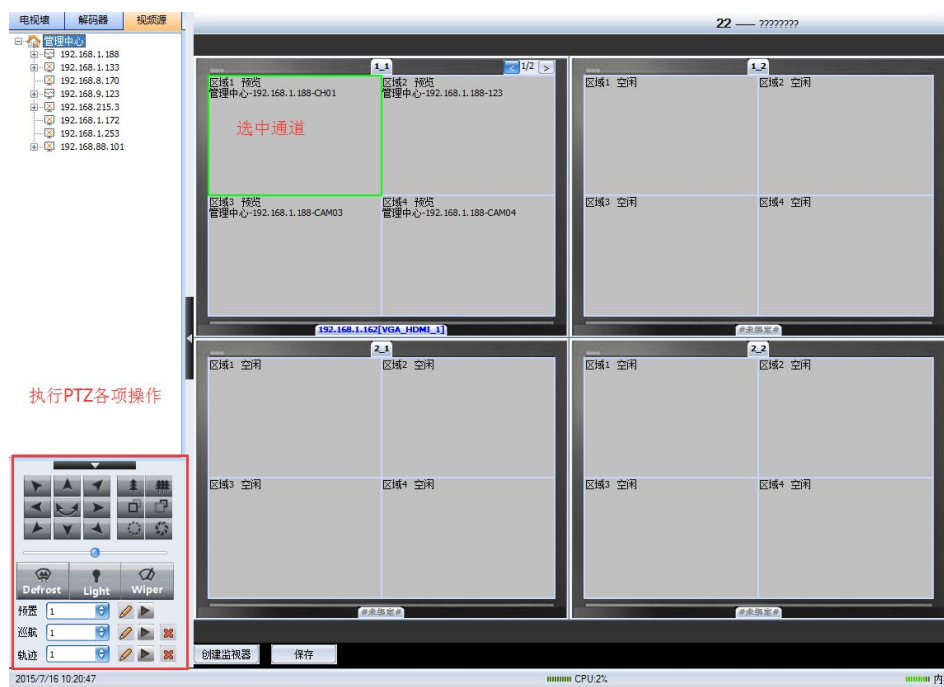 电视墙 解码器 视频源
22 —— ????????
管理中心
192.168.1.188
192.168.1.133
192.168.8.170
192.168.9.123
192.168.215.3
192.168.1.172
192.168.1.253
192.168.88.101
1_1
< 1/2 >
区域1 预览
管理中心-192.168.1.188-CH01
区域2 预览
管理中心-192.168.1.188-123
选中通道
区域3 预览
管理中心-192.168.1.188-CAM03
区域4 预览
管理中心-192.168.1.188-CAM04
192.168.1.162[VGA_HDMI_1]
1_2
区域1 空闲
区域2 空闲
区域3 空闲
区域4 空闲
#未绑定#
2_1
区域1 空闲
区域2 空闲
区域3 空闲
区域4 空闲
#未绑定#
2_2
区域1 空闲
区域2 空闲
区域3 空闲
区域4 空闲
#未绑定#
执行PTZ各项操作
Defrost Light Wiper
预置 1
巡航 1
轨迹 1
创建监视器 保存
2015/7/16 10:20:47
CPU:2%
内